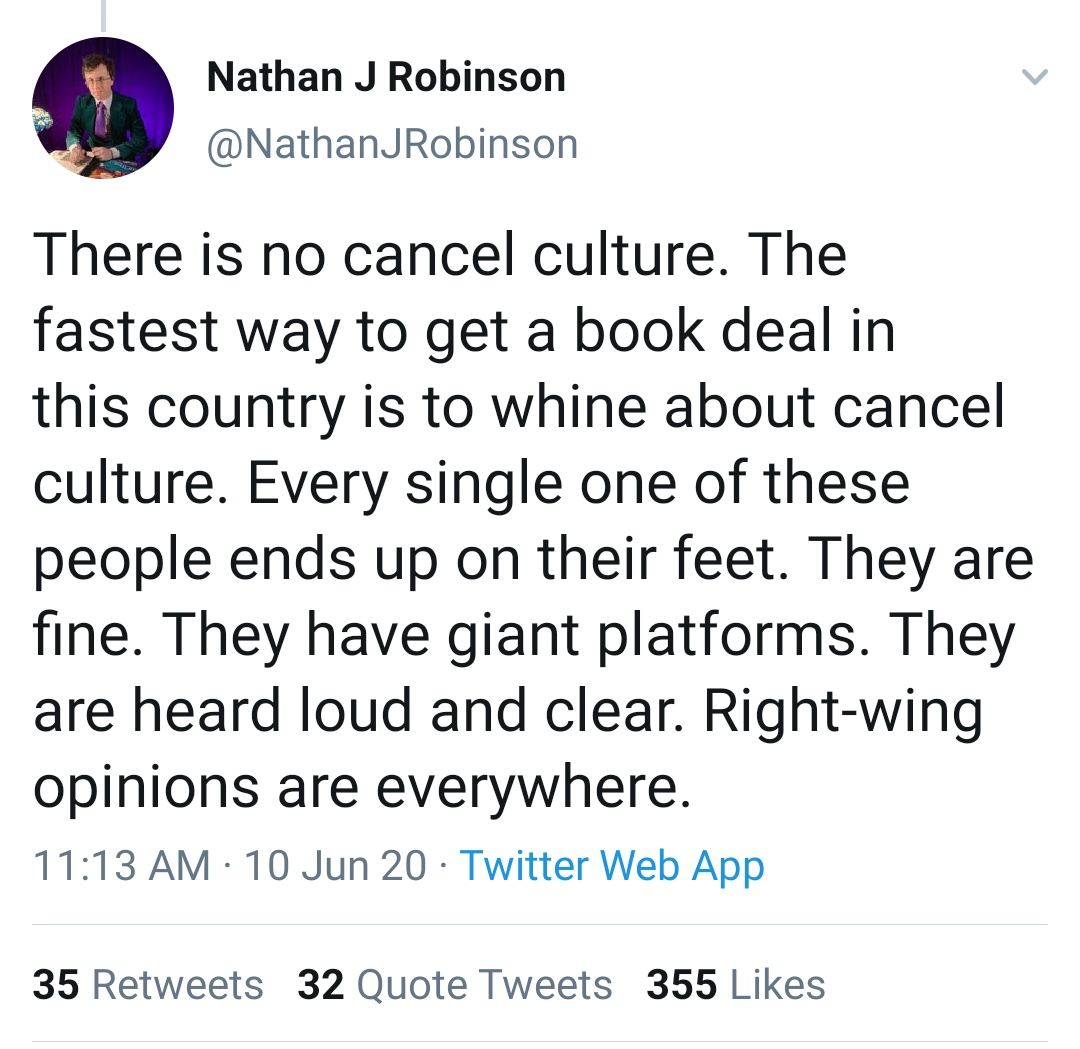 Nathan J Robinson
@NathanJRobinson
There is no cancel culture. The
fastest way to get a book deal in
this country is to whine about cancel
culture. Every single one of these
people ends up on their feet. They are
fine. They have giant platforms. They
are heard loud and clear. Right-wing
opinions are everywhere.
11:13 AM · 10 Jun 20 · Twitter Web App
35 Retweets 32 Quote Tweets 355 Likes